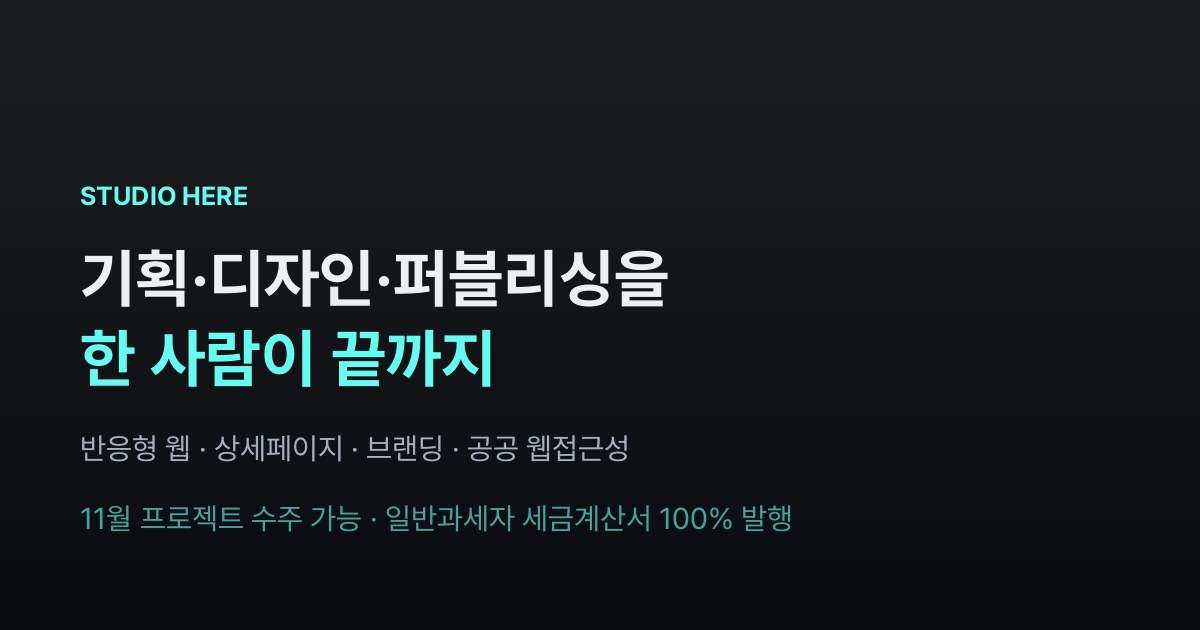 STUDIO HERE
기획·디자인·퍼블리싱을
한 사람이 끝까지
반응형 웹 · 상세페이지 · 브랜딩 · 공공 웹접근성
11월 프로젝트 수주 가능 · 일반과세자 세금계산서 100% 발행